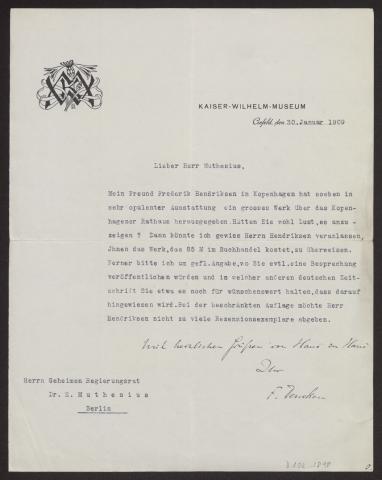 KAISER-WILHELM-MUSEUM
Crefeld, den 30. Januar 1909
Lieber Herr Muthesius,
Mein Freund Frederik Hendriksen in Kopenhagen hat soeben in
sehr opulenter Ausstattung ein grosses Werk über das Kopen-
hagener Rathaus herausgegeben. Hätten Sie wohl Lust, es anzu-
zeigen ? Dann könnte ich gewiss Herrn Hendriksen veranlassen,
Jhnen das Werk, das 85 M im Buchhandel kostet, zu überweisen.
Ferner bitte ich um gefl. Angabe, wo Sie evtl. eine Besprechung
veröffentlichen würden und in welcher anderen deutschen Zeit-
schrift Sie etwa es noch für wünschenswert halten, dass darauf
hingewiesen wird. Bei der beschränkten Auflage möchte Herr
Hendriksen nicht zu viele Rezensionsexemplare abgeben.
Mit herzlichen Grüßen von Haus zu Haus
Ihr
F. Deneken
Herrn Geheimen Regierungsrat
Dr. H. Muthesius
Berlin